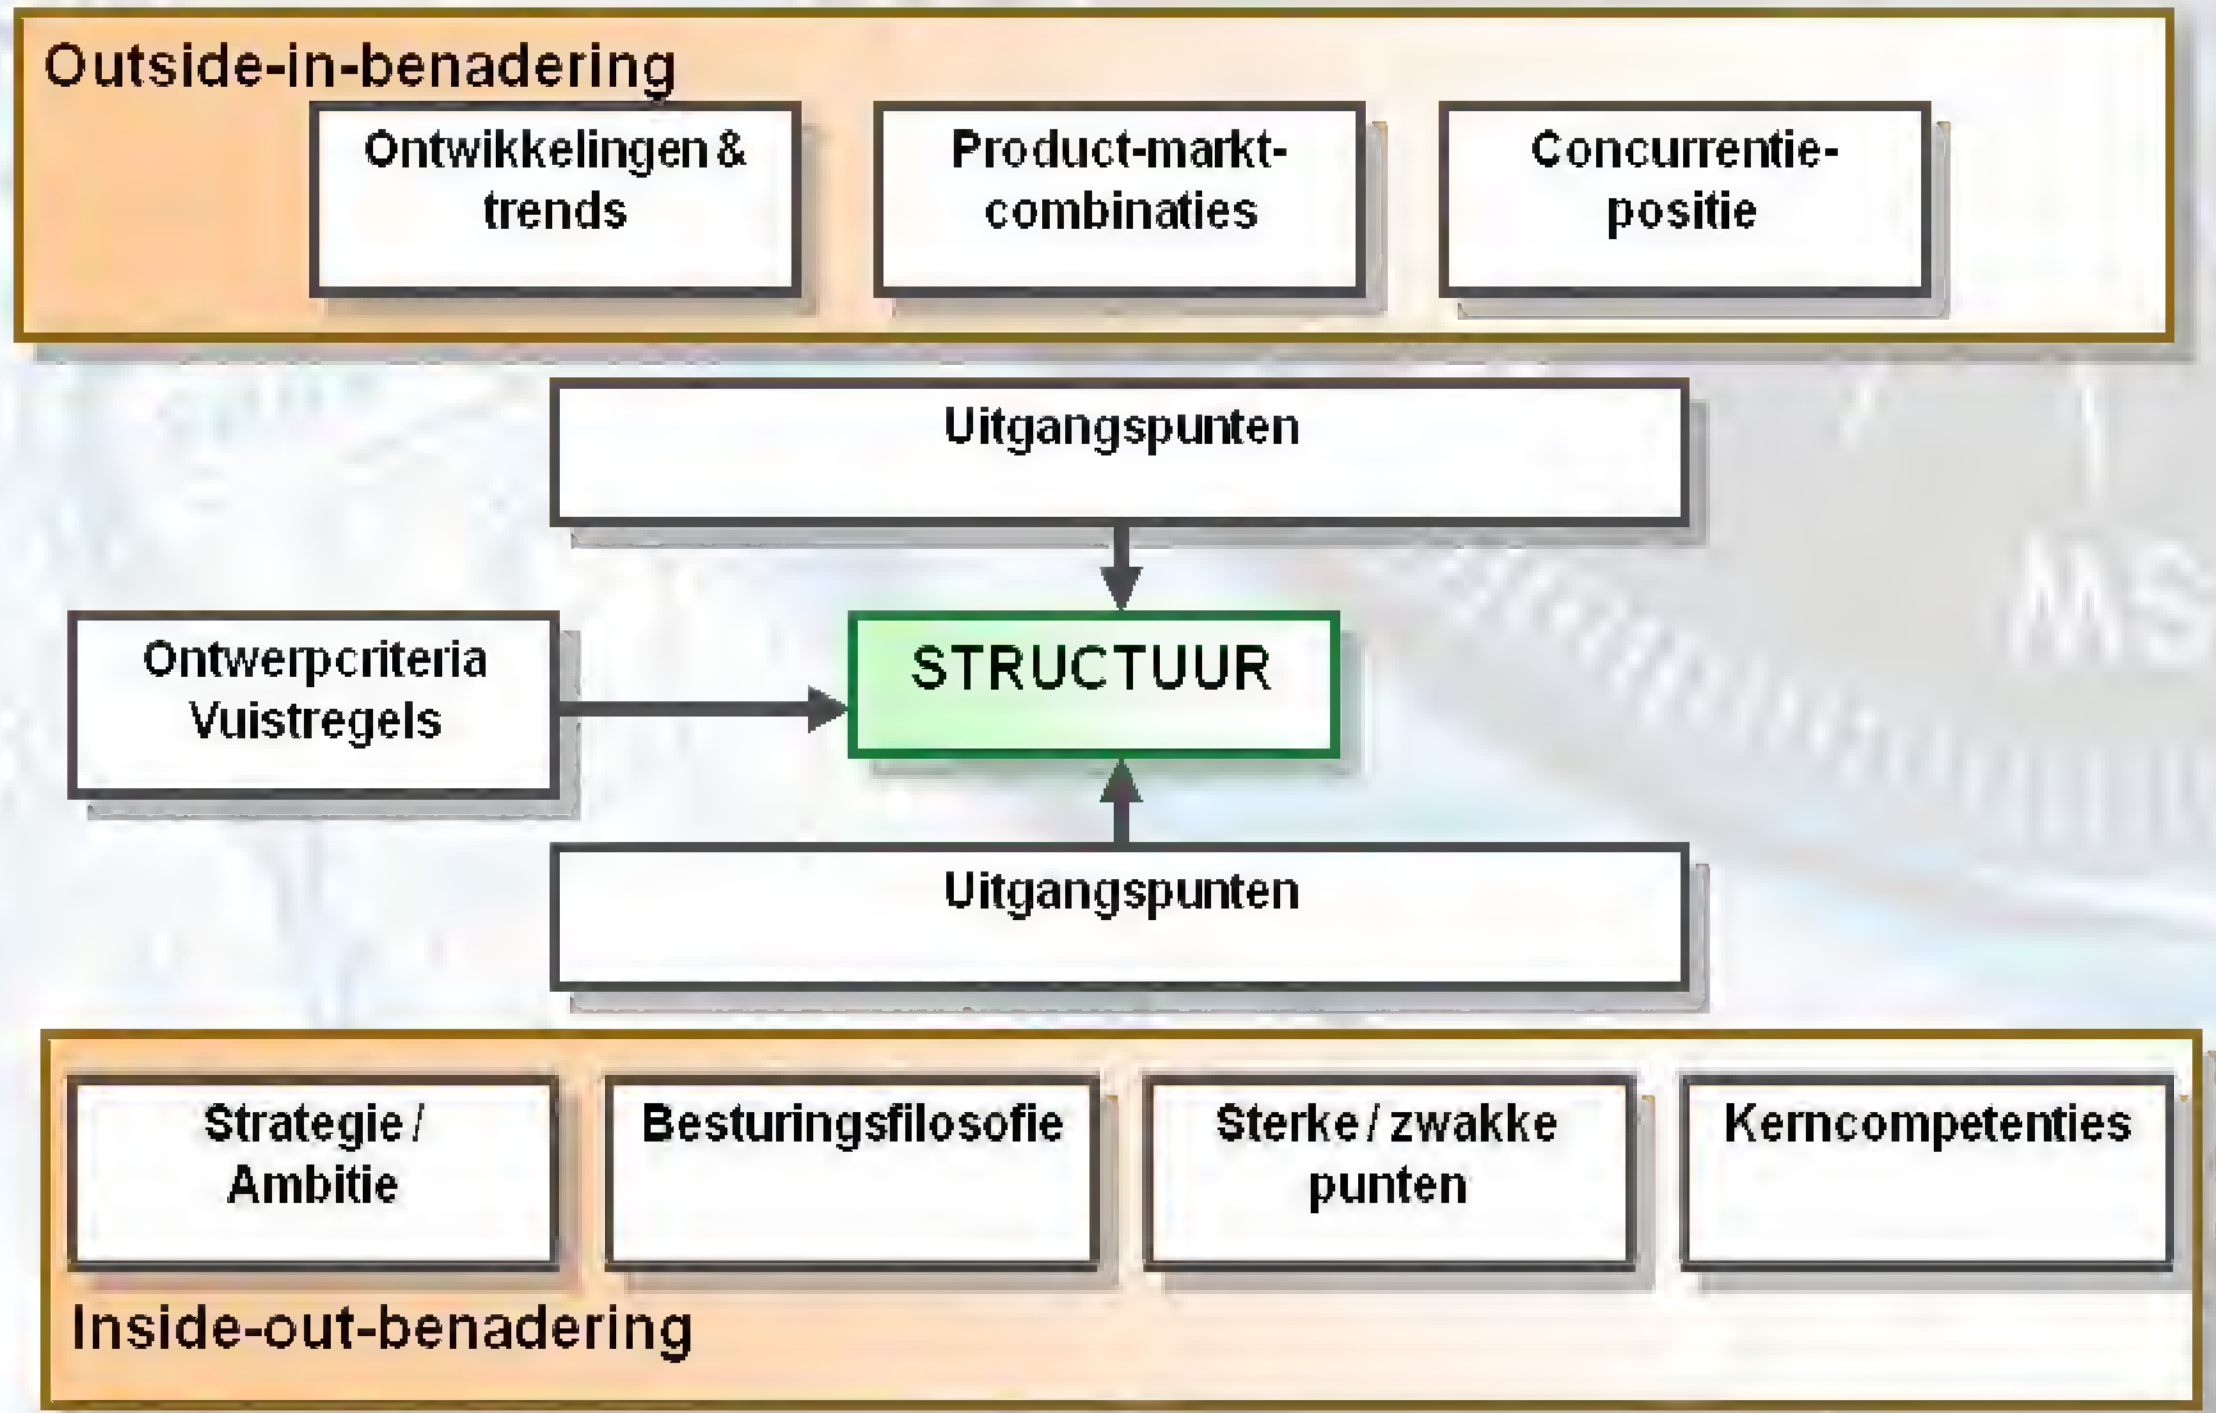 Outside-in-benadering
Ontwikkelingen &
trends
Product-markt-
combinaties
Concurrentie-
positie
Uitgangspunten
Ontwerpcriteria
Vuistregels
STRUCTUUR
Uitgangspunten
Strategie /
Ambitie
Besturingsfilosofie
Sterke / zwakke
punten
Kerncompetenties
Inside-out-benadering
MS